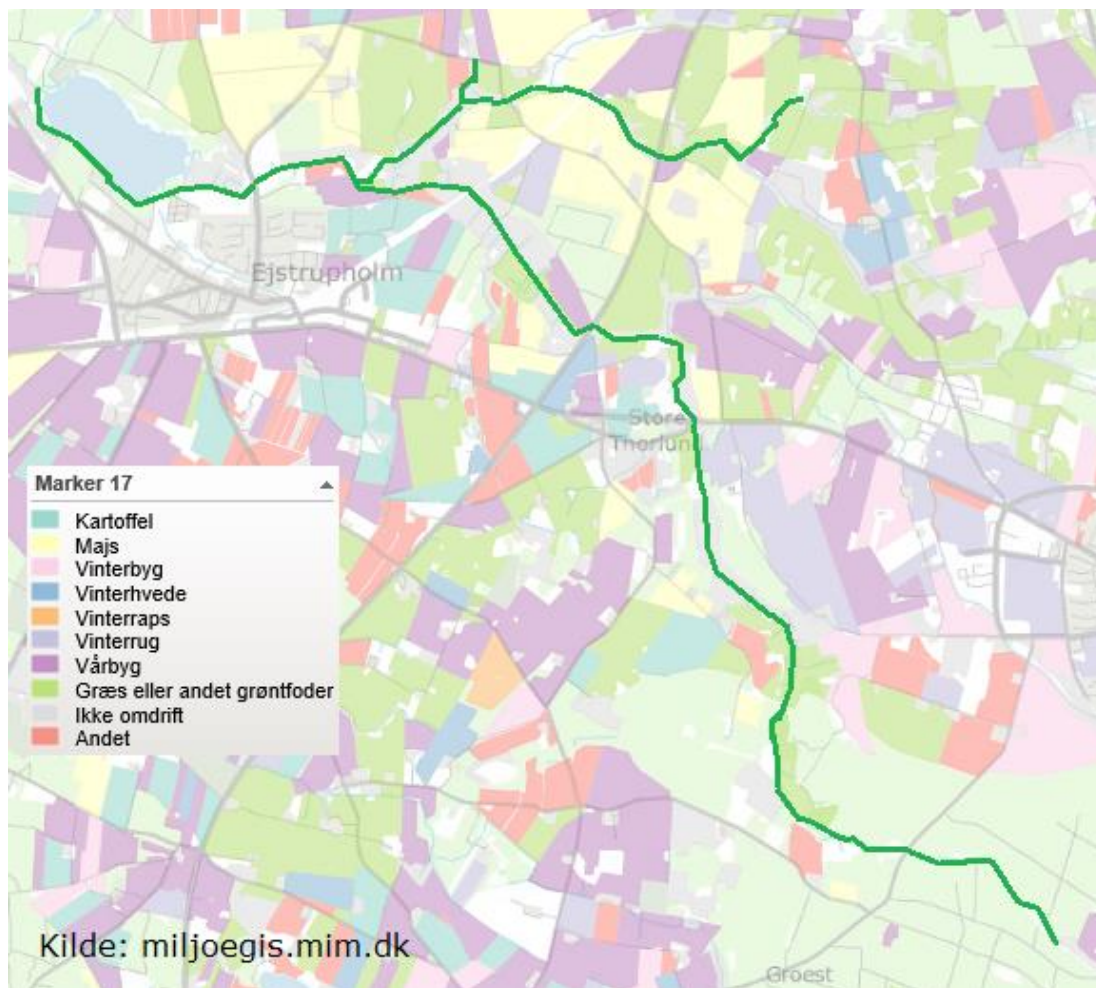 Ejstrupholm
Store
Thorlund
Marker 17
Kartoffel
Majs
Vinterbyg
Vinterhvede
Vinterraps
Vinterrug
Vårbyg
Græs eller andet grøntfoder
Ikke omdrift
Andet
Kilde: miljoegis.mim.dk
Groest